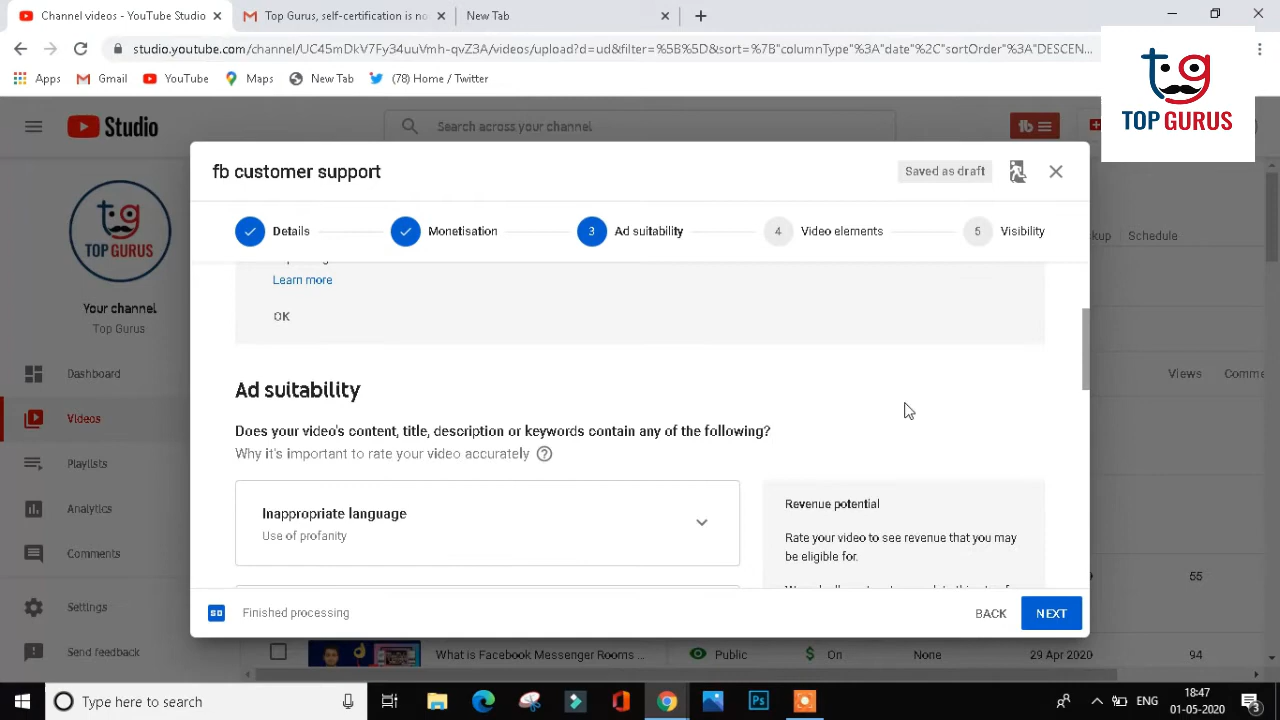 Channel videos - YouTube Studio
Top Gurus, self-certification is no
New Tab
studio.youtube.com/channel/UC45mDkV7Fy34uuVmh-qvZ3A/videos/upload?d=ud&filter=%5B%5D&sort=%7B"columnType"%3A"date"%2C"sortOrder"%3A"DESCEN...
Apps
Gmail
YouTube
Maps
New Tab
(78) Home / Twitter
tg
TOP GURUS
Studio
Search across your channel
tb
fb customer support
Saved as draft
Details
Monetisation
3
Ad suitability
4
Video elements
5
Visibility
Schedule
tg
TOP GURUS
Your channel
Top Gurus
Dashboard
Videos
Playlists
Analytics
Comments
Settings
Send feedback
Learn more
OK
Ad suitability
Does your video's content, title, description or keywords contain any of the following?
Why it's important to rate your video accurately
Inappropriate language
Use of profanity
Revenue potential
Rate your video to see revenue that you may
be eligible for.
SD
Finished processing
BACK
NEXT
Views
Comme
55
What is Facebook Messenger Rooms ...
Public
$
On
None
29 Apr 2020
94
Type here to search
Ps
ENG
18:47
01-05-2020
3